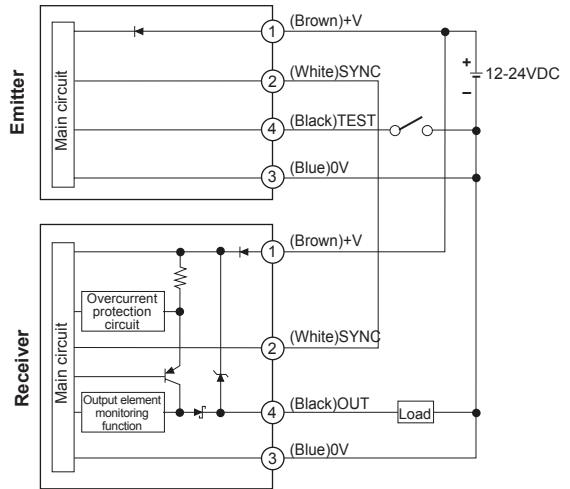 Emitter
Main circuit
1
(Brown)+V
2
(White)SYNC
4
(Black)TEST
3
(Blue)0V
+
12-24VDC
–
Receiver
Main circuit
1
(Brown)+V
Overcurrent
protection
circuit
2
(White)SYNC
Output element
monitoring
function
4
(Black)OUT
Load
3
(Blue)0V